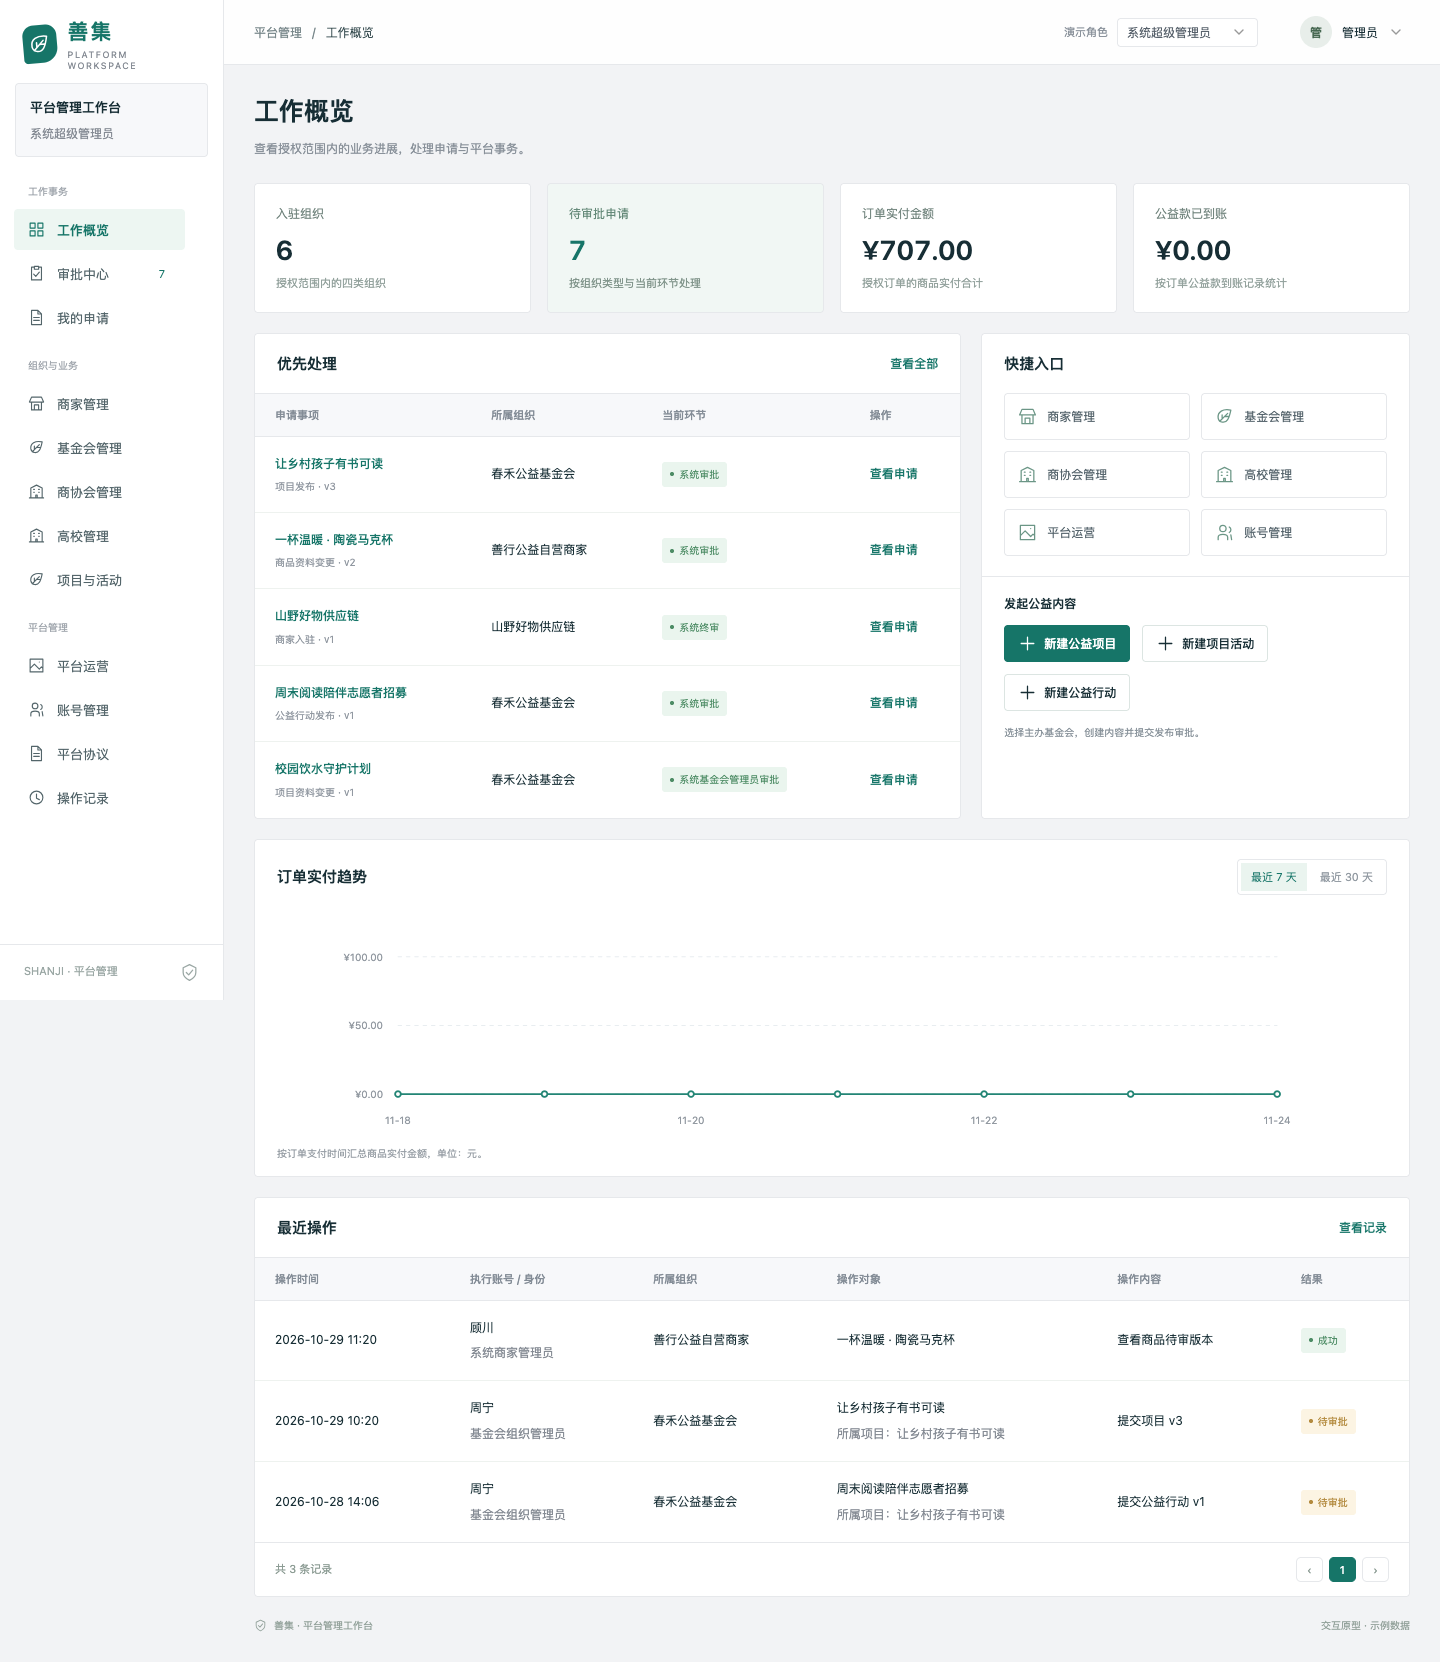 善集
PLATFORM
WORKSPACE
平台管理工作台
系统超级管理员
工作事务
工作概览
审批中心 7
我的申请
组织与业务
商家管理
基金会管理
商协会管理
高校管理
项目与活动
平台管理
平台运营
账号管理
平台协议
操作记录
SHANJI · 平台管理
平台管理 / 工作概览
演示角色 系统超级管理员
管 管理员
工作概览
查看授权范围内的业务进展，处理申请与平台事务。
入驻组织
6
授权范围内的四类组织
待审批申请
7
按组织类型与当前环节处理
订单实付金额
¥707.00
授权订单的商品实付合计
公益款已到账
¥0.00
按订单公益款到账记录统计
优先处理 查看全部
申请事项 所属组织 当前环节 操作
让乡村孩子有书可读
项目发布 · v3
春禾公益基金会 系统审批 查看申请
一杯温暖 · 陶瓷马克杯
商品资料变更 · v2
善行公益自营商家 系统审批 查看申请
山野好物供应链
商家入驻 · v1
山野好物供应链 系统终审 查看申请
周末阅读陪伴志愿者招募
公益行动发布 · v1
春禾公益基金会 系统审批 查看申请
校园饮水守护计划
项目资料变更 · v1
春禾公益基金会 系统基金会管理员审批 查看申请
快捷入口
商家管理 基金会管理
商协会管理 高校管理
平台运营 账号管理
发起公益内容
新建公益项目 新建项目活动
新建公益行动
选择主办基金会，创建内容并提交发布审批。
订单实付趋势 最近 7 天 最近 30 天
¥100.00
¥50.00
¥0.00
11-18 11-20 11-22 11-24
按订单支付时间汇总商品实付金额，单位：元。
最近操作 查看记录
操作时间 执行账号 / 身份 所属组织 操作对象 操作内容 结果
2026-10-29 11:20 顾川
系统商家管理员
善行公益自营商家 一杯温暖 · 陶瓷马克杯 查看商品待审版本 成功
2026-10-29 10:20 周宁
基金会组织管理员
春禾公益基金会 让乡村孩子有书可读
所属项目：让乡村孩子有书可读
提交项目 v3 待审批
2026-10-28 14:06 周宁
基金会组织管理员
春禾公益基金会 周末阅读陪伴志愿者招募
所属项目：让乡村孩子有书可读
提交公益行动 v1 待审批
共 3 条记录 ‹ 1 ›
善集 · 平台管理工作台 交互原型 · 示例数据